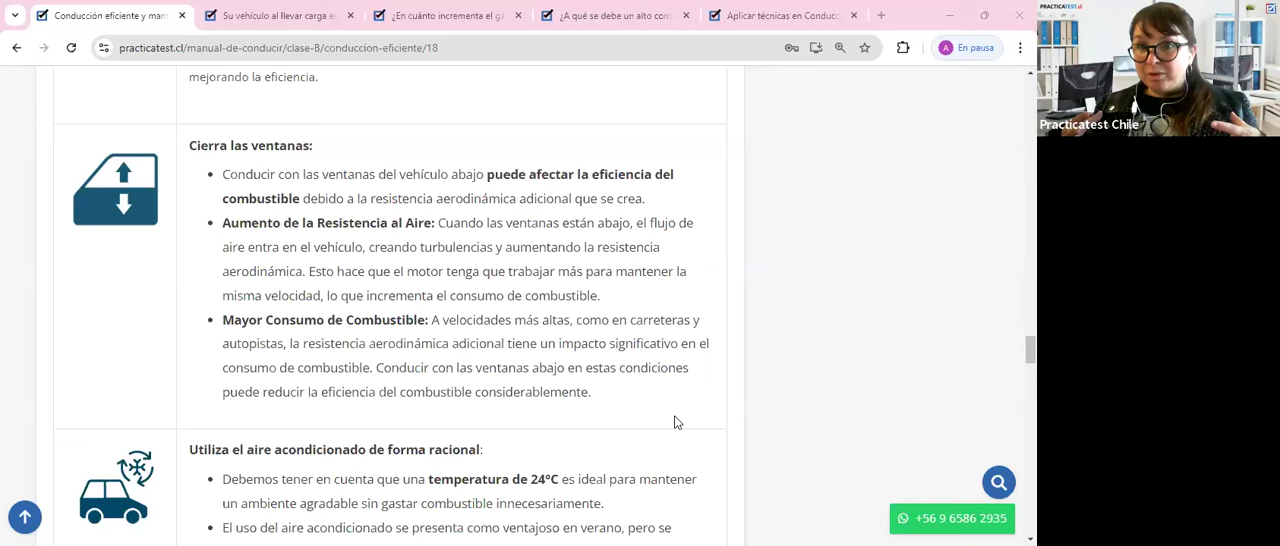 Conducción eficiente y man
Su vehículo al llevar carga e
¿En cuánto incrementa el ga
¿A qué se debe un alto cons
Aplicar técnicas en Conducc
practicatest.cl/manual-de-conducir/clase-B/conduccion-eficiente/18
A En pausa
PRACTICATEST.cl
Practicatest Chile
mejorando la eficiencia.
Cierra las ventanas:
Conducir con las ventanas del vehículo abajo puede afectar la eficiencia del
combustible debido a la resistencia aerodinámica adicional que se crea.
Aumento de la Resistencia al Aire: Cuando las ventanas están abajo, el flujo de
aire entra en el vehículo, creando turbulencias y aumentando la resistencia
aerodinámica. Esto hace que el motor tenga que trabajar más para mantener la
misma velocidad, lo que incrementa el consumo de combustible.
Mayor Consumo de Combustible: A velocidades más altas, como en carreteras y
autopistas, la resistencia aerodinámica adicional tiene un impacto significativo en el
consumo de combustible. Conducir con las ventanas abajo en estas condiciones
puede reducir la eficiencia del combustible considerablemente.
Utiliza el aire acondicionado de forma racional:
Debemos tener en cuenta que una temperatura de 24°C es ideal para mantener
un ambiente agradable sin gastar combustible innecesariamente.
El uso del aire acondicionado se presenta como ventajoso en verano, pero se
+56 9 6586 2935